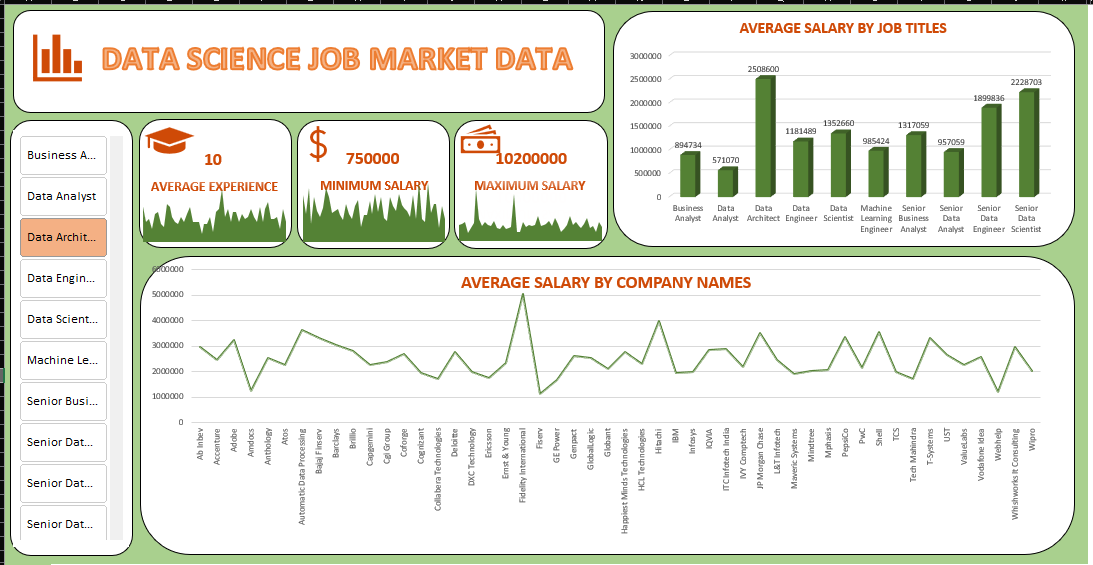 DATA SCIENCE JOB MARKET DATA
Business A...
Data Analyst
Data Archit...
Data Engin...
Data Scient...
Machine Le...
Senior Busi...
Senior Dat...
Senior Dat...
Senior Dat...
10
AVERAGE EXPERIENCE
750000
MINIMUM SALARY
10200000
MAXIMUM SALARY
AVERAGE SALARY BY JOB TITLES
3000000
2500000
2000000
1500000
1000000
500000
0
894734
571070
2508600
1181489
1352660
985424
1317059
957059
1899836
2228703
Business
Analyst
Data
Analyst
Data
Architect
Data
Engineer
Data
Scientist
Machine
Learning
Engineer
Senior
Business
Analyst
Senior
Data
Analyst
Senior
Data
Engineer
Senior
Data
Scientist
AVERAGE SALARY BY COMPANY NAMES
6000000
5000000
4000000
3000000
2000000
1000000
0
Ab Inbev
Accenture
Adobe
Amdocs
Anthology
Atos
Automatic Data Processing
Bajaj Finserv
Barclays
Brillio
Capgemini
Cgi Group
Coforge
Cognizant
Collabera Technologies
Deloitte
DXC Technology
Ericsson
Ernst & Young
Fidelity International
Fiserv
GE Power
Genpact
GlobalLogic
Globant
Happiest Minds Technologies
HCL Technologies
Hitachi
IBM
Infosys
IQVIA
ITC Infotech India
IVY Comptech
JP Morgan Chase
L&T Infotech
Maveric Systems
Mindtree
Mphasis
PepsiCo
PwC
Shell
TCS
Tech Mahindra
T-Systems
UST
ValueLabs
Vodafone Idea
Webhelp
Whishworks It Consulting
Wipro